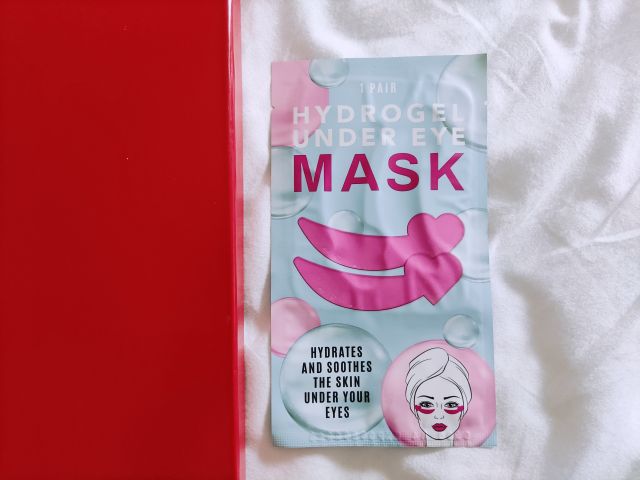 1 PAIR
HYDROGEL
UNDER EYE
MASK
HYDRATES
AND SOOTHES
THE SKIN
UNDER YOUR
EYES